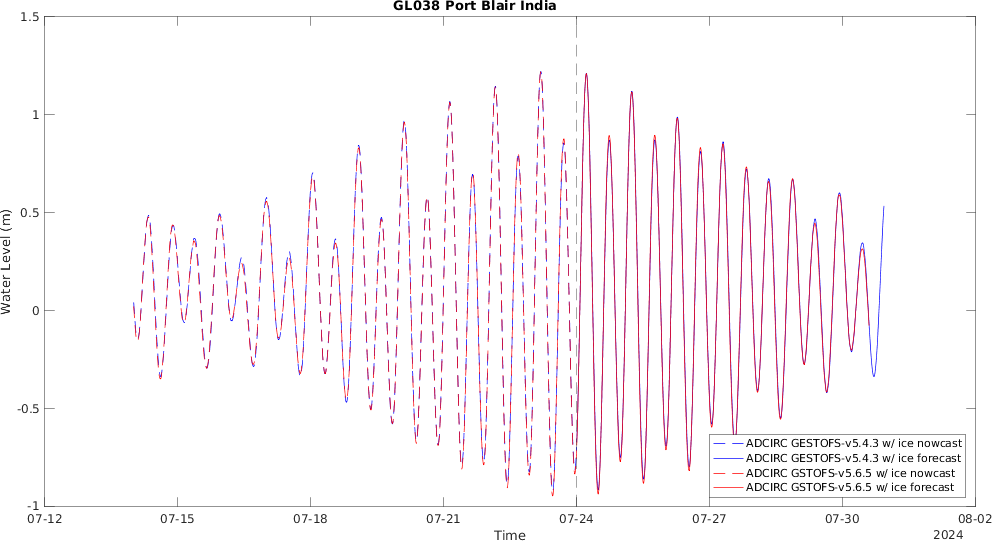 GL038 Port Blair India
1.5
1
0.5
0
-0.5
-1
Water Level (m)
07-12
07-15
07-18
07-21
07-24
07-27
07-30
08-02
Time
2024
ADCIRC GESTOFS-v5.4.3 w/ ice nowcast
ADCIRC GESTOFS-v5.4.3 w/ ice forecast
ADCIRC GSTOFS-v5.6.5 w/ ice nowcast
ADCIRC GSTOFS-v5.6.5 w/ ice forecast